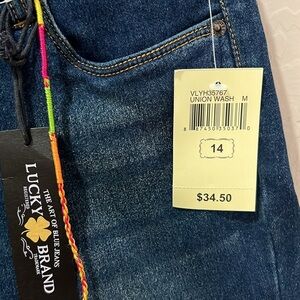 VLYH35767
UNION WASH M
14
$34.50
THE ART OF BLUE JEANS
LUCKY BRAND